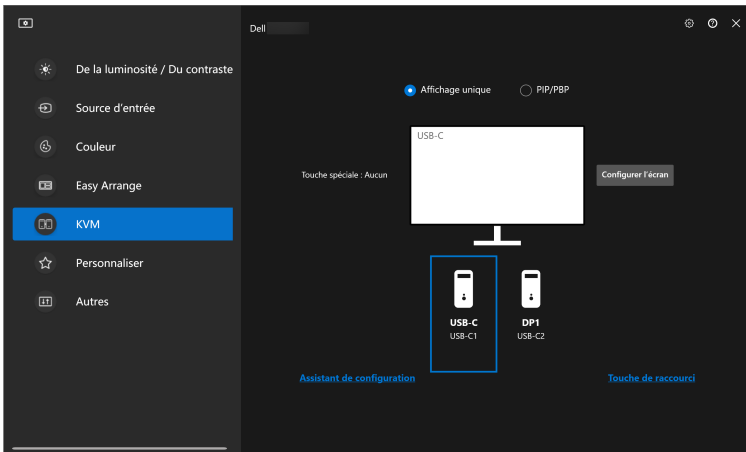 Dell
De la luminosité / Du contraste
Source d'entrée
Couleur
Easy Arrange
KVM
Personnaliser
Autres
Affichage unique
PIP/PBP
USB-C
Touche spéciale : Aucun
Configurer l'écran
USB-C
USB-C1
DP1
USB-C2
Assistant de configuration
Touche de raccourci